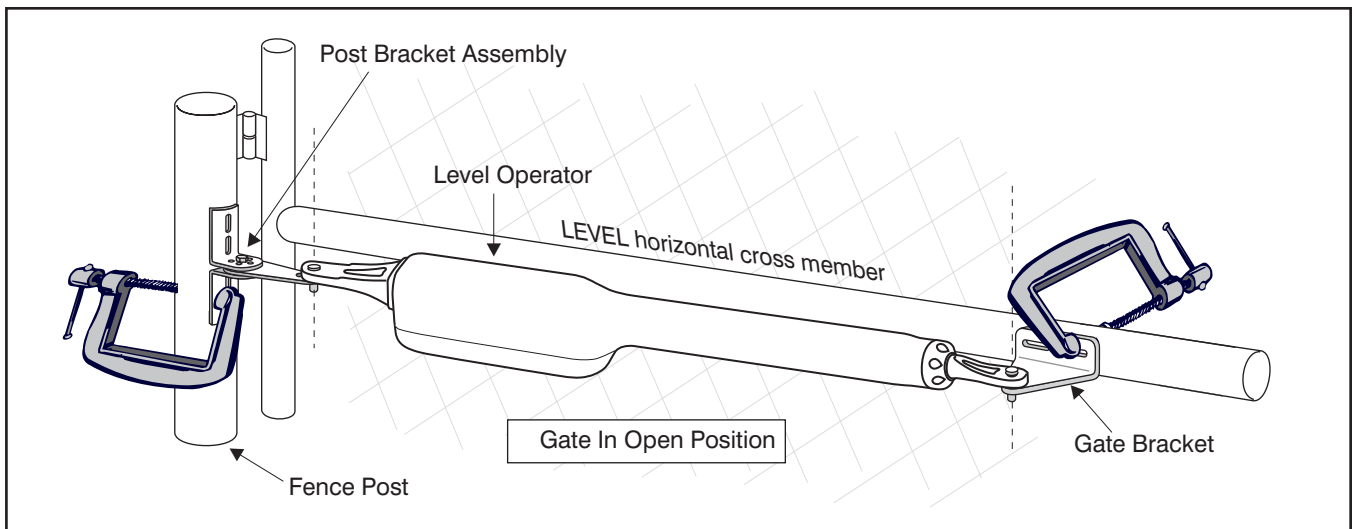 Post Bracket Assembly
Level Operator
LEVEL horizontal cross member
Gate In Open Position
Gate Bracket
Fence Post